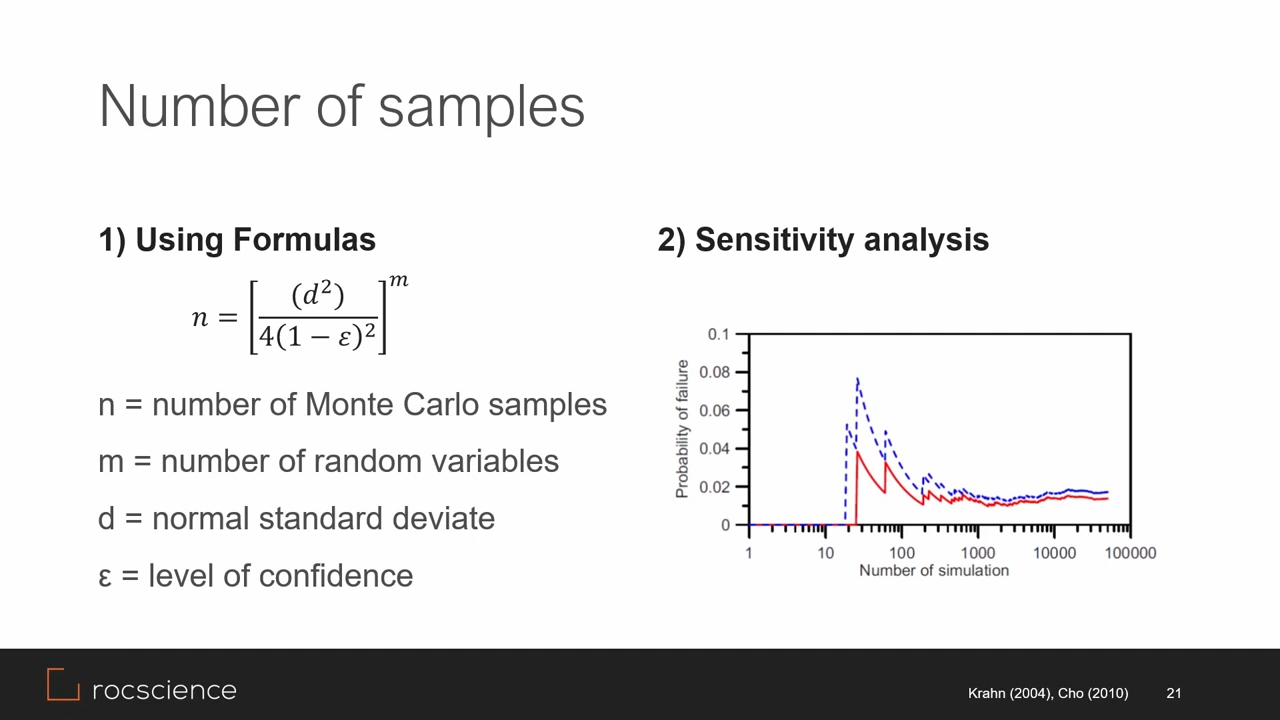 Number of samples
1) Using Formulas
n = [(d²) / 4(1 − ε)²]^m
n = number of Monte Carlo samples
m = number of random variables
d = normal standard deviate
ε = level of confidence
2) Sensitivity analysis
Probability of failure
0.1
0.08
0.06
0.04
0.02
0
1 10 100 1000 10000 100000
Number of simulation
rocscience
Krahn (2004), Cho (2010) 21